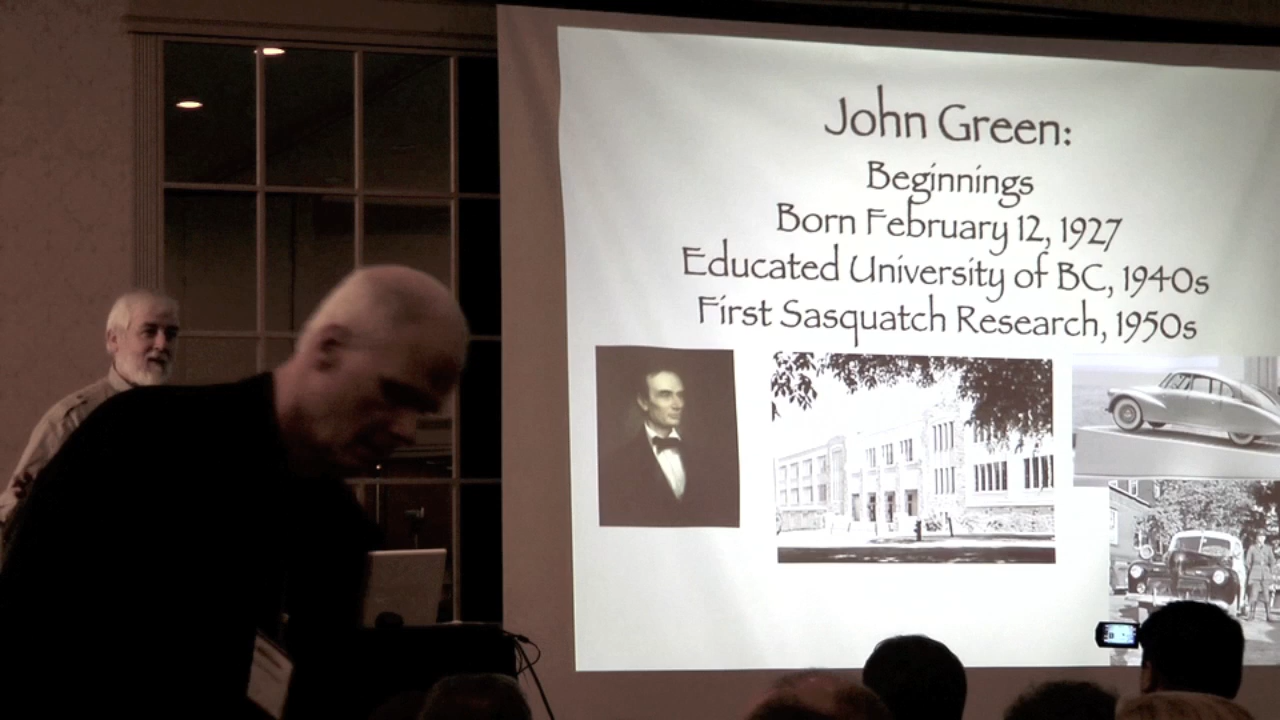 John Green:
Beginnings
Born February 12, 1927
Educated University of BC, 1940s
First Sasquatch Research, 1950s